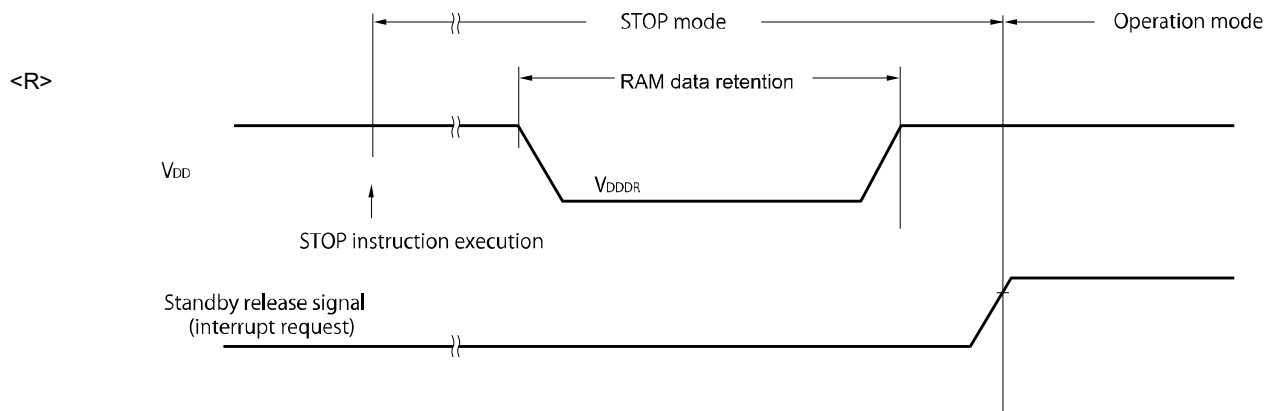 STOP mode
Operation mode
<R>
RAM data retention
VDD
VDDDR
STOP instruction execution
Standby release signal
(interrupt request)